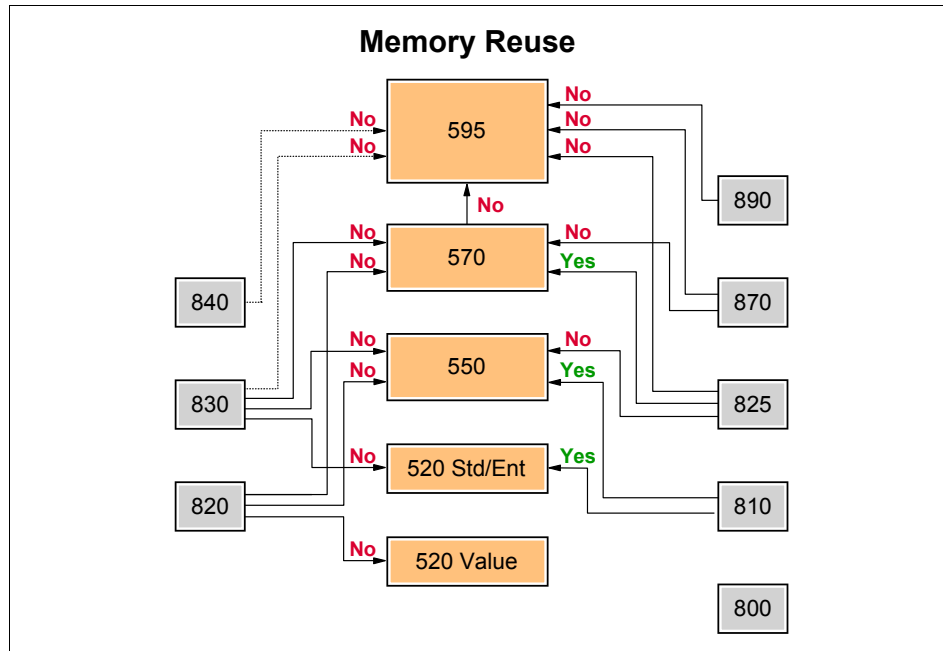 Memory Reuse
No
No
595
No
No
No
No
890
No
No
570
No
Yes
840
870
No
No
550
No
Yes
830
825
No
520 Std/Ent
Yes
820
810
No
520 Value
800